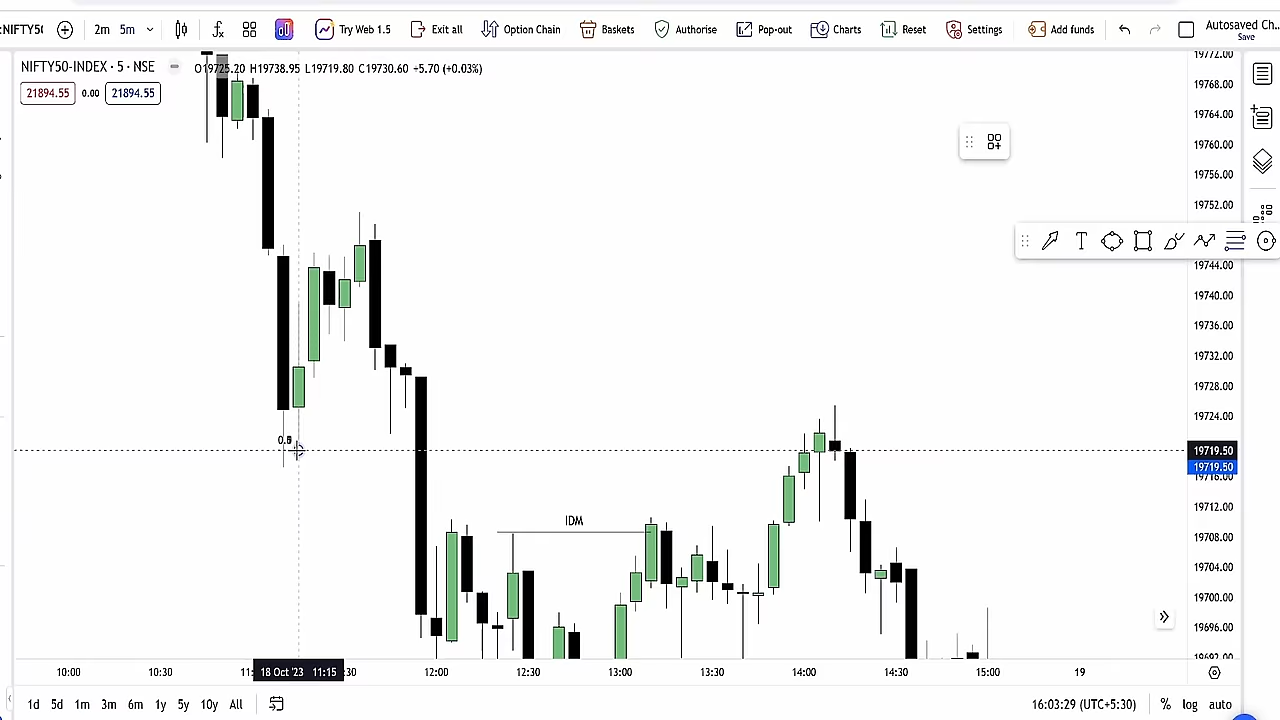 :NIFTY50
2m 5m
Try Web 1.5
Exit all
Option Chain
Baskets
Authorise
Pop-out
Charts
Reset
Settings
Add funds
Autosaved Ch...
Save
NIFTY50-INDEX · 5 · NSE
O19725.20 H19738.95 L19719.80 C19730.60 +5.70 (+0.03%)
21894.55 0.00 21894.55
19772.00
19768.00
19764.00
19760.00
19756.00
19752.00
19744.00
19740.00
19736.00
19732.00
19728.00
19724.00
19719.50
19719.50
19716.00
19712.00
19708.00
19704.00
19700.00
19696.00
19692.00
IDM
10:00 10:30 18 Oct '23 11:15 :30 12:00 12:30 13:00 13:30 14:00 14:30 15:00 19
1d 5d 1m 3m 6m 1y 5y 10y All
16:03:29 (UTC+5:30) % log auto